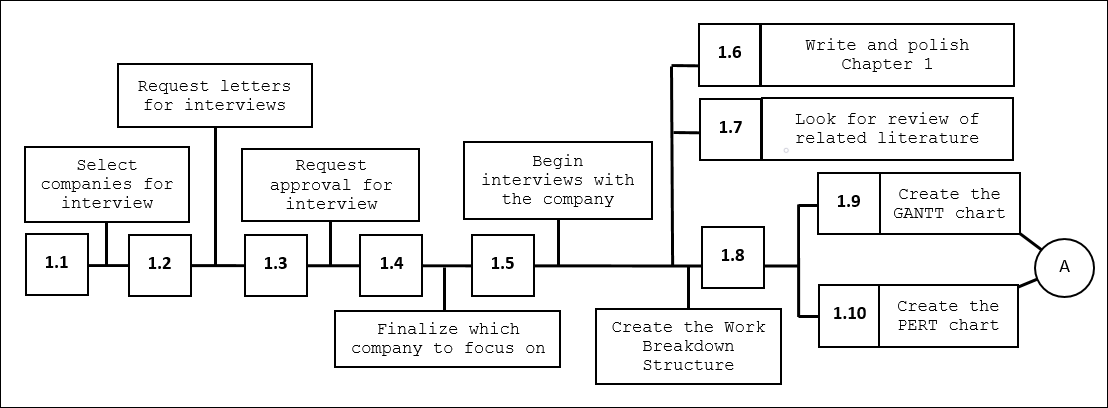 1.6
Write and polish
Chapter 1
Request letters
for interviews
1.7
Look for review of
related literature
Select
companies for
interview
Request
approval for
interview
Begin
interviews with
the company
1.9
Create the
GANTT chart
1.1
1.2
1.3
1.4
1.5
1.8
A
Finalize which
company to focus on
Create the Work
Breakdown
Structure
1.10
Create the
PERT chart